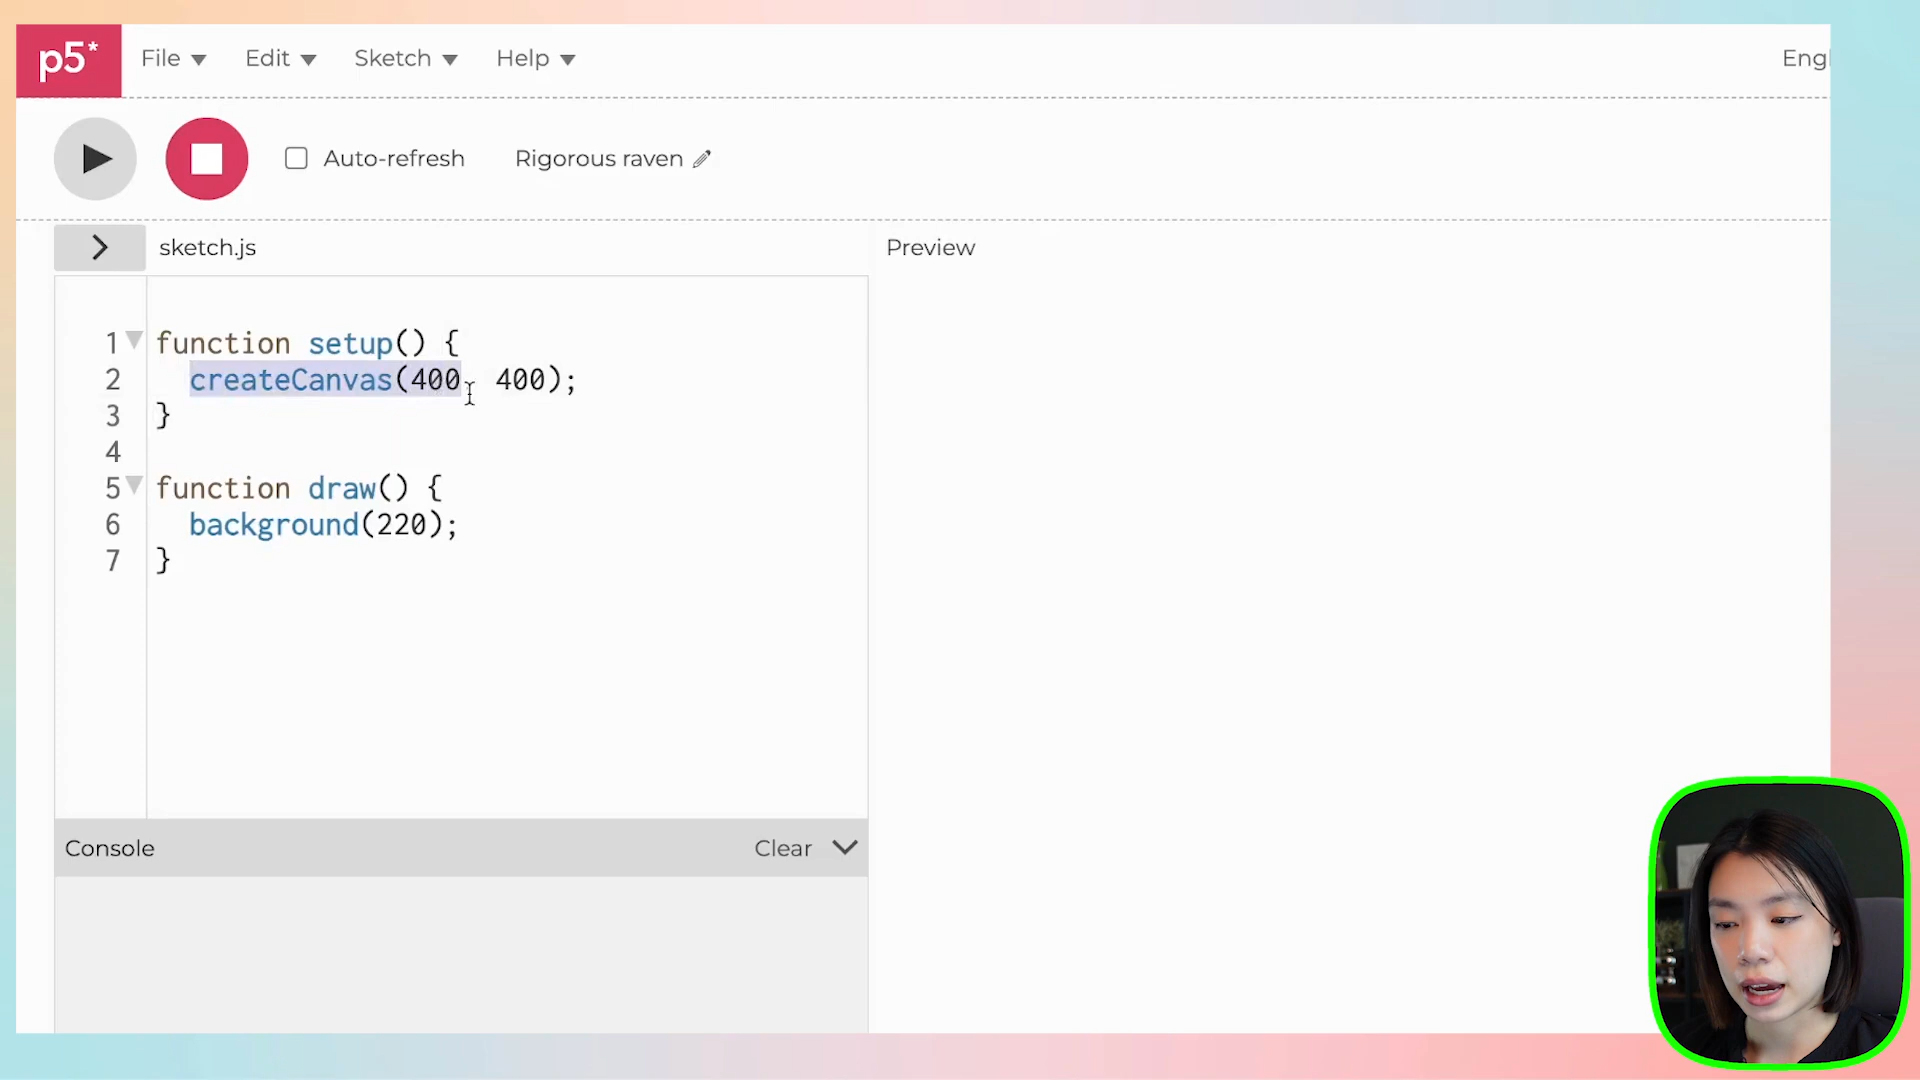 p5* File Edit Sketch Help Engl
Auto-refresh Rigorous raven
sketch.js Preview
1 function setup() {
2 createCanvas(400 400);
3 }
4
5 function draw() {
6 background(220);
7 }
Console Clear